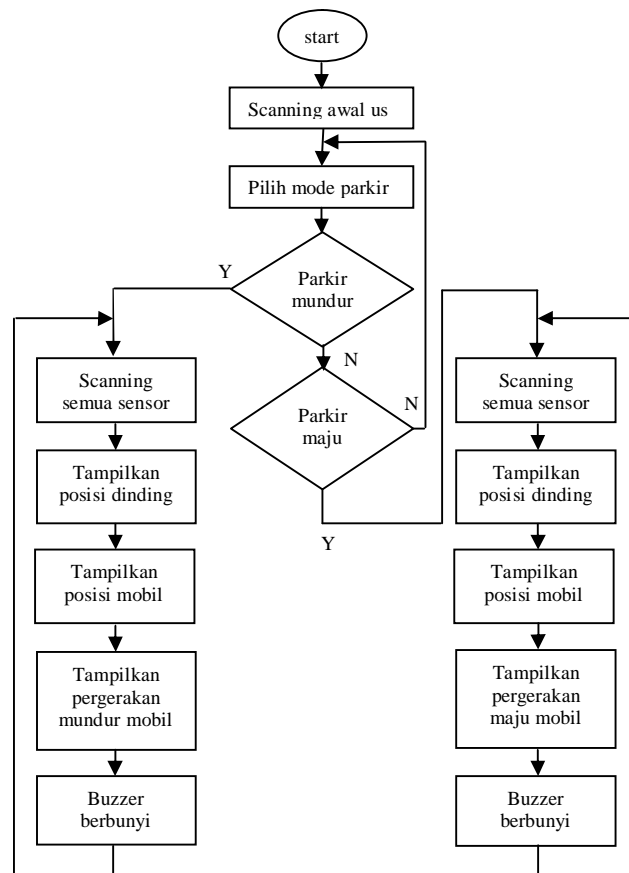 start
Scanning awal us
Pilih mode parkir
Y
Parkir
mundur
N
Parkir
maju
N
Y
Scanning
semua sensor
Tampilkan
posisi dinding
Tampilkan
posisi mobil
Tampilkan
pergerakan
mundur mobil
Buzzer
berbunyi
Scanning
semua sensor
Tampilkan
posisi dinding
Tampilkan
posisi mobil
Tampilkan
pergerakan
maju mobil
Buzzer
berbunyi